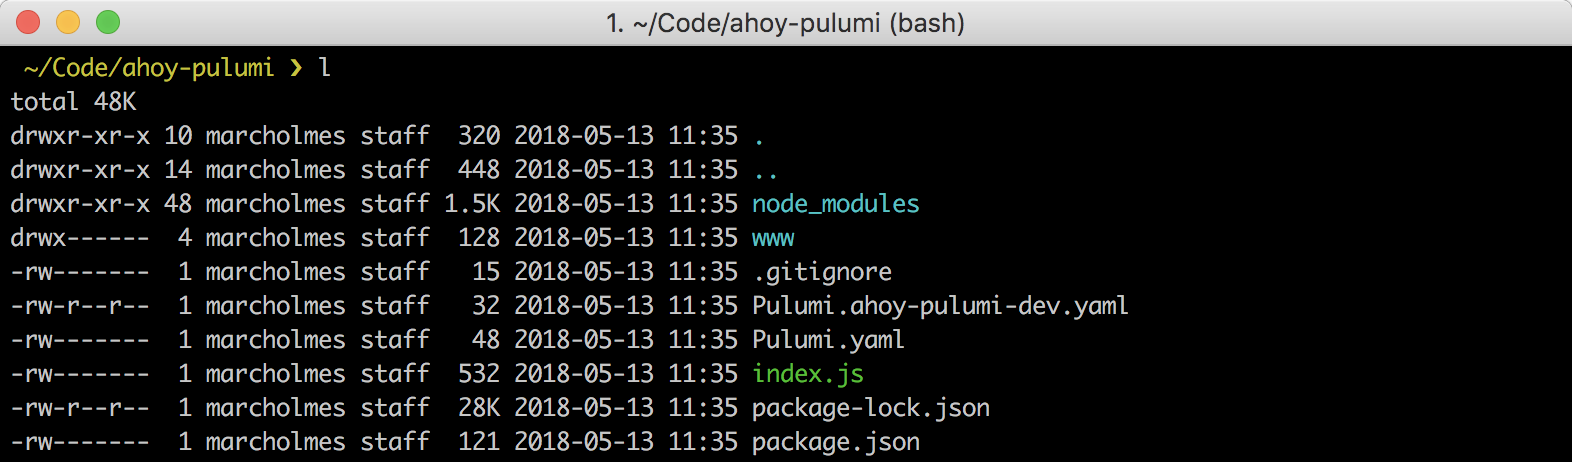 1. ~/Code/ahoy-pulumi (bash)
~/Code/ahoy-pulumi ❯ l
total 48K
drwxr-xr-x 10 marcholmes staff  320 2018-05-13 11:35 .
drwxr-xr-x 14 marcholmes staff  448 2018-05-13 11:35 ..
drwxr-xr-x 48 marcholmes staff 1.5K 2018-05-13 11:35 node_modules
drwx------  4 marcholmes staff  128 2018-05-13 11:35 www
-rw-------  1 marcholmes staff   15 2018-05-13 11:35 .gitignore
-rw-r--r--  1 marcholmes staff   32 2018-05-13 11:35 Pulumi.ahoy-pulumi-dev.yaml
-rw-------  1 marcholmes staff   48 2018-05-13 11:35 Pulumi.yaml
-rw-------  1 marcholmes staff  532 2018-05-13 11:35 index.js
-rw-r--r--  1 marcholmes staff  28K 2018-05-13 11:35 package-lock.json
-rw-------  1 marcholmes staff  121 2018-05-13 11:35 package.json